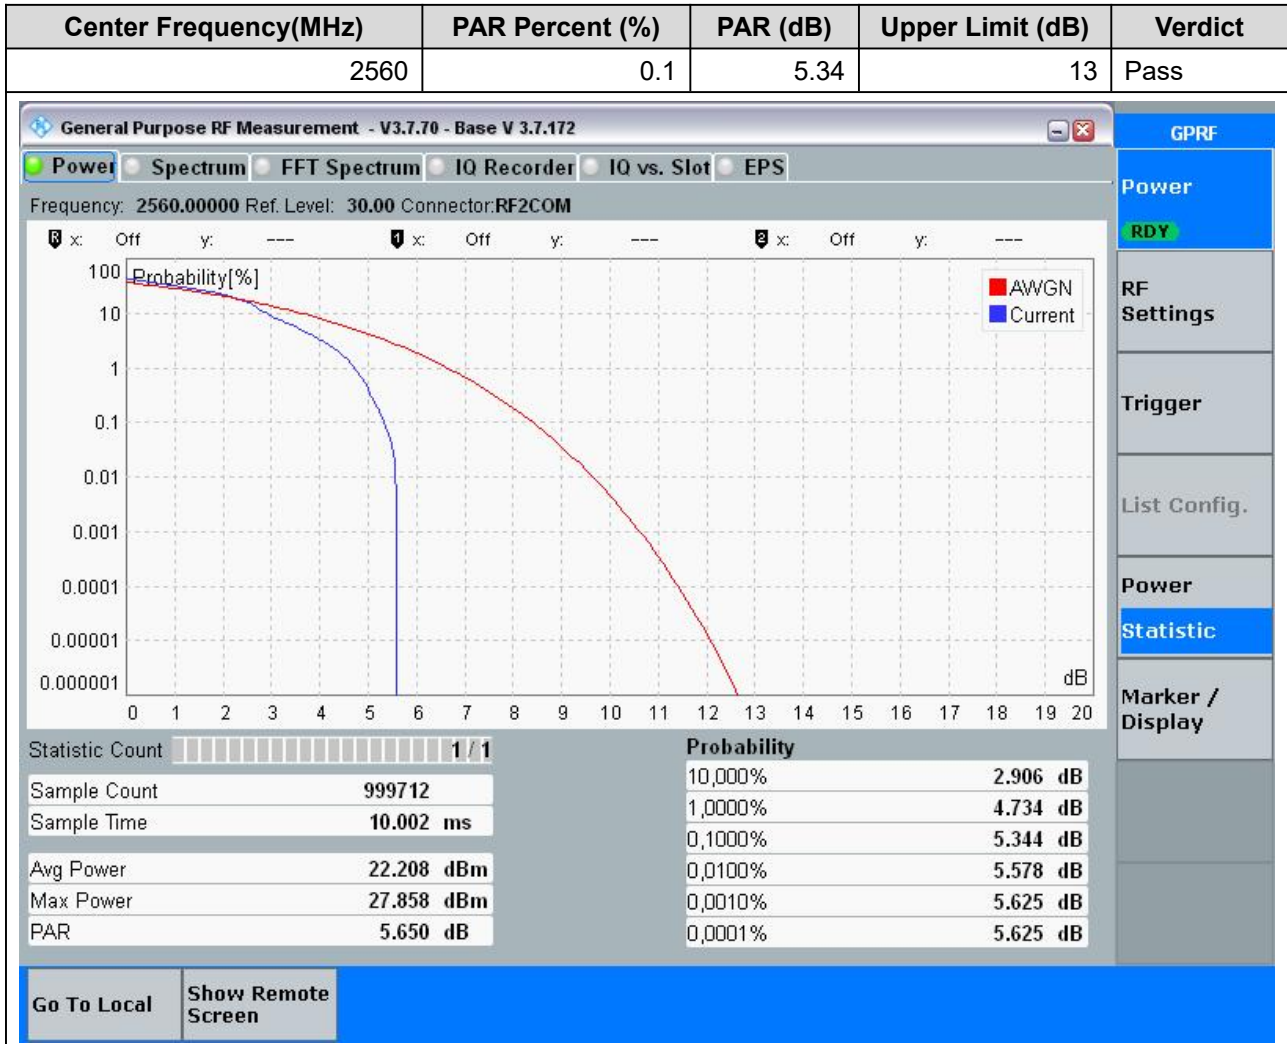 Center Frequency(MHz) PAR Percent (%) PAR (dB) Upper Limit (dB) Verdict
2560 0.1 5.34 13 Pass
General Purpose RF Measurement - V3.7.70 - Base V 3.7.172
GPRF
Power Spectrum FFT Spectrum IQ Recorder IQ vs. Slot EPS
Power
RDY
Frequency: 2560.00000 Ref. Level: 30.00 Connector:RF2COM
R x: Off y: --- 1 x: Off y: --- 2 x: Off y: ---
Probability[%]
AWGN
Current
100
10
1
0.1
0.01
0.001
0.0001
0.00001
0.000001
dB
0 1 2 3 4 5 6 7 8 9 10 11 12 13 14 15 16 17 18 19 20
RF
Settings
Trigger
List Config.
Power
Statistic
Marker /
Display
Statistic Count 1 / 1
Sample Count 999712
Sample Time 10.002 ms
Avg Power 22.208 dBm
Max Power 27.858 dBm
PAR 5.650 dB
Probability
10,000% 2.906 dB
1,0000% 4.734 dB
0,1000% 5.344 dB
0,0100% 5.578 dB
0,0010% 5.625 dB
0,0001% 5.625 dB
Go To Local
Show Remote
Screen